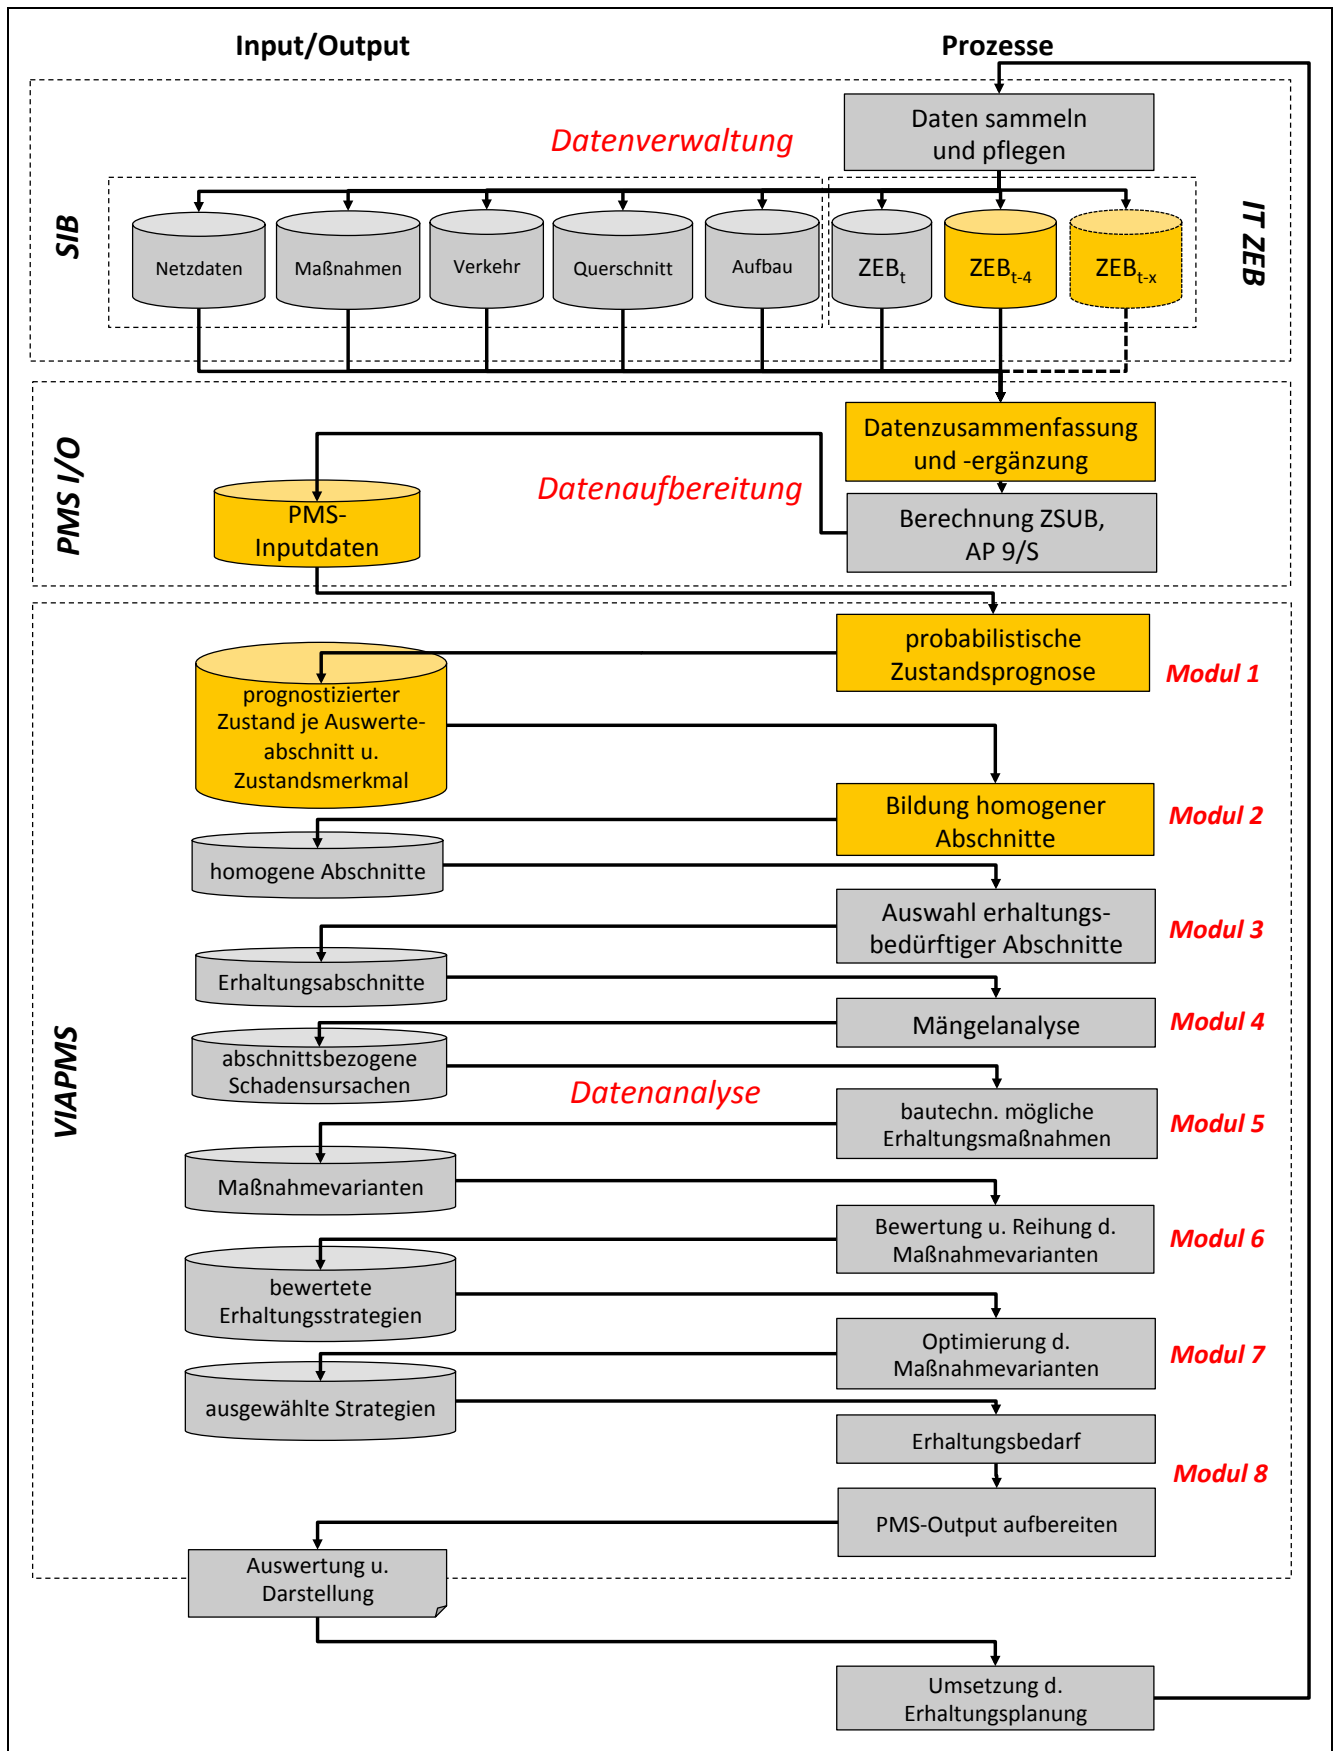 Input/Output
Prozesse
Daten sammeln
und pflegen
Datenverwaltung
SIB
IT ZEB
Netzdaten
Maßnahmen
Verkehr
Querschnitt
Aufbau
ZEBt
ZEBt-4
ZEBt-x
PMS I/O
Datenzusammenfassung
und -ergänzung
Datenaufbereitung
PMS-
Inputdaten
Berechnung ZSUB,
AP 9/S
VIAPMS
probabilistische
Zustandsprognose
Modul 1
prognostizierter
Zustand je Auswerte-
abschnitt u.
Zustandsmerkmal
Bildung homogener
Abschnitte
Modul 2
homogene Abschnitte
Auswahl erhaltungs-
bedürftiger Abschnitte
Modul 3
Erhaltungsabschnitte
Mängelanalyse
Modul 4
abschnittsbezogene
Schadensursachen
Datenanalyse
bautechn. mögliche
Erhaltungsmaßnahmen
Modul 5
Maßnahmevarianten
Bewertung u. Reihung d.
Maßnahmevarianten
Modul 6
bewertete
Erhaltungsstrategien
Optimierung d.
Maßnahmevarianten
Modul 7
ausgewählte Strategien
Erhaltungsbedarf
Modul 8
PMS-Output aufbereiten
Auswertung u.
Darstellung
Umsetzung d.
Erhaltungsplanung